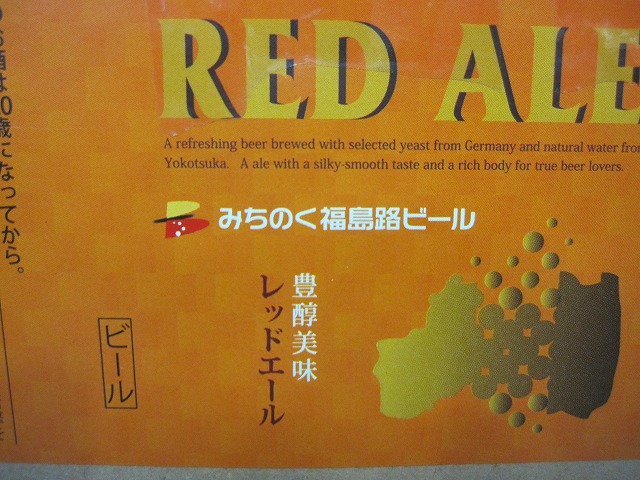 RED ALE
A refreshing beer brewed with selected yeast from Germany and natural water from
Yokotsuka. A ale with a silky-smooth taste and a rich body for true beer lovers.
みちのく福島路ビール
豊醇美味
レッドエール
ビール
お酒は20歳になってから。